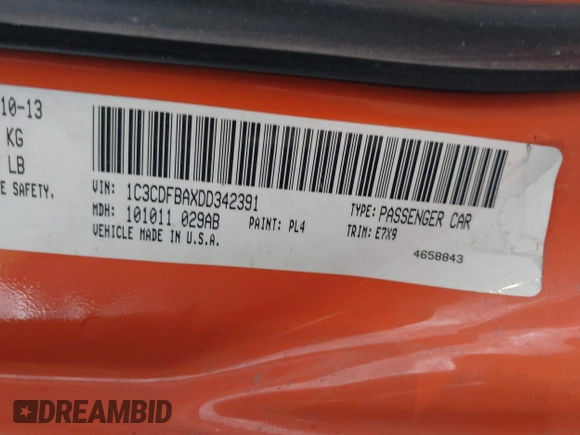 10-13
KG
LB
E SAFETY.
VIN: 1C3CDFBAXDD342391
TYPE: PASSENGER CAR
MDH: 101011 029AB
PAINT: PL4
TRIM: E7X9
VEHICLE MADE IN U.S.A.
4658843
DREAMBID